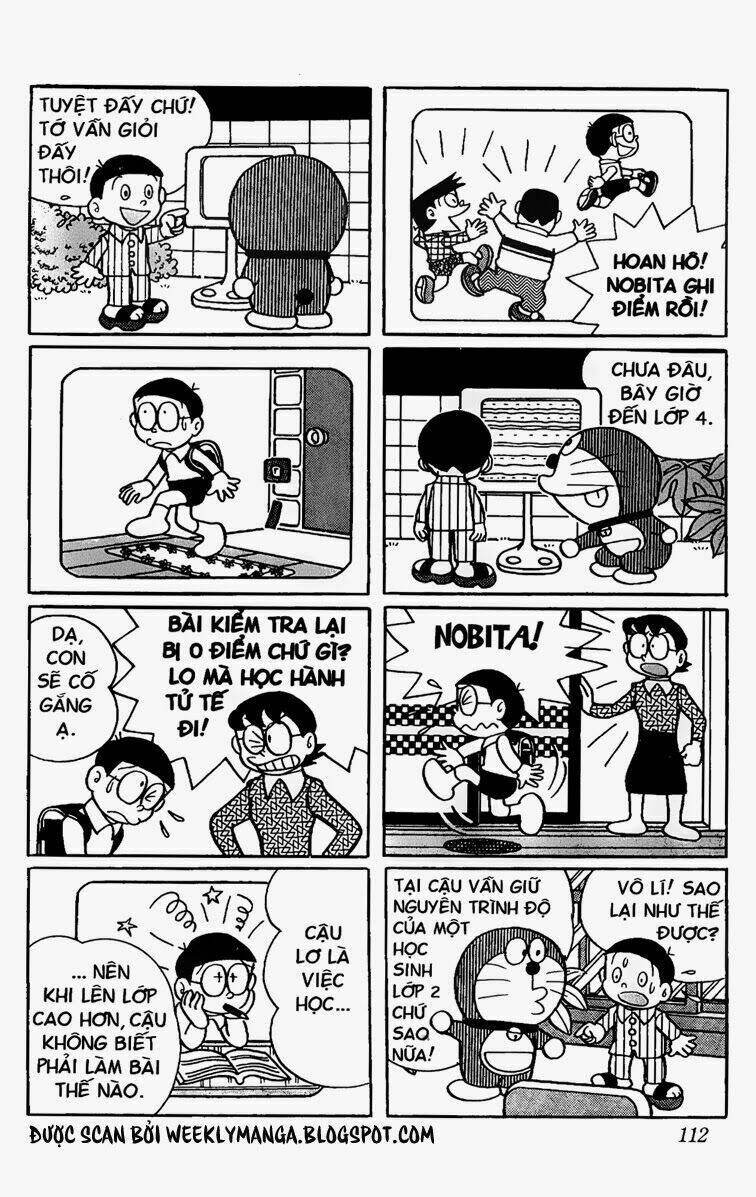 HOAN HÔ!
NOBITA GHI
ĐIỂM RỒI!
TUYỆT ĐẤY CHỨ!
TỚ VẪN GIỎI
ĐẤY
THÔI!
CHƯA ĐÂU,
BÂY GIỜ
ĐẾN LỚP 4.
NOBITA!
BÀI KIỂM TRA LẠI
BỊ 0 ĐIỂM CHỨ GÌ?
LO MÀ HỌC HÀNH
TỬ TẾ
ĐI!
DẠ,
CON
SẼ CỐ
GẮNG
Ạ.
VÔ LÍ! SAO
LẠI NHƯ THẾ
ĐƯỢC?
TẠI CẬU VẪN GIỮ
NGUYÊN TRÌNH ĐỘ
CỦA MỘT
HỌC
SINH
LỚP 2
CHỨ
SAO
NỮA!
CẬU
LƠ LÀ
VIỆC
HỌC...
... NÊN
KHI LÊN LỚP
CAO HƠN, CẬU
KHÔNG BIẾT
PHẢI LÀM BÀI
THẾ NÀO.
ĐƯỢC SCAN BỞI WEEKLYMANGA.BLOGSPOT.COM
112